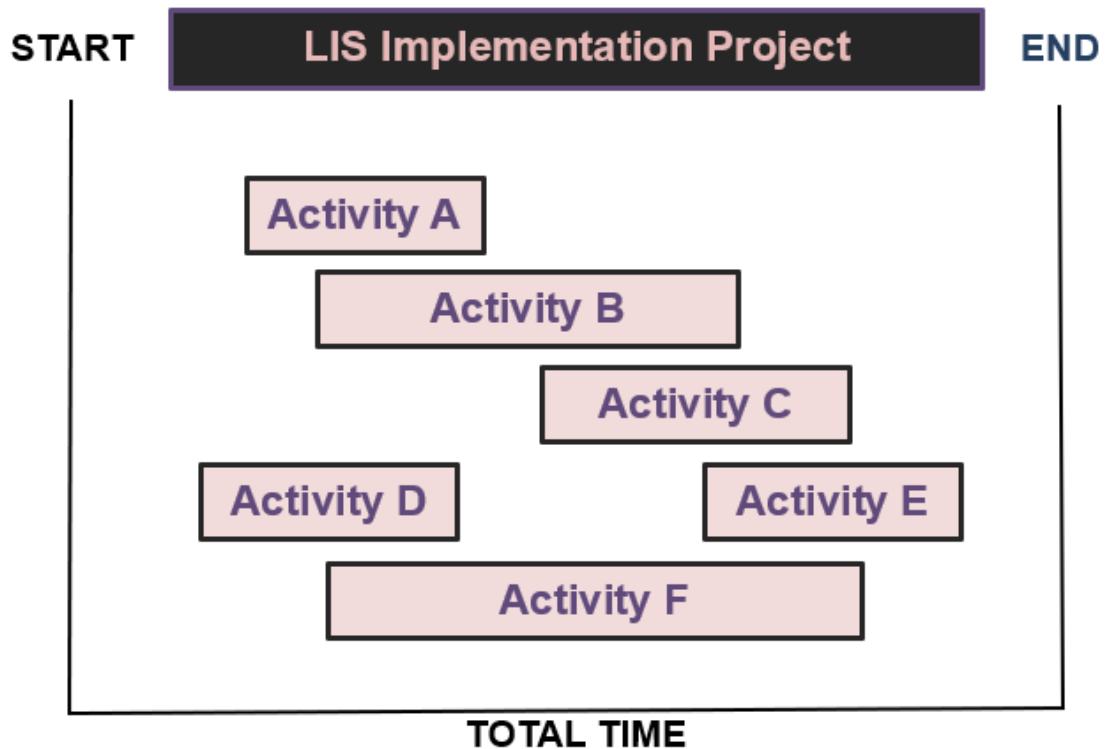 START
LIS Implementation Project
END
Activity A
Activity B
Activity C
Activity D
Activity E
Activity F
TOTAL TIME